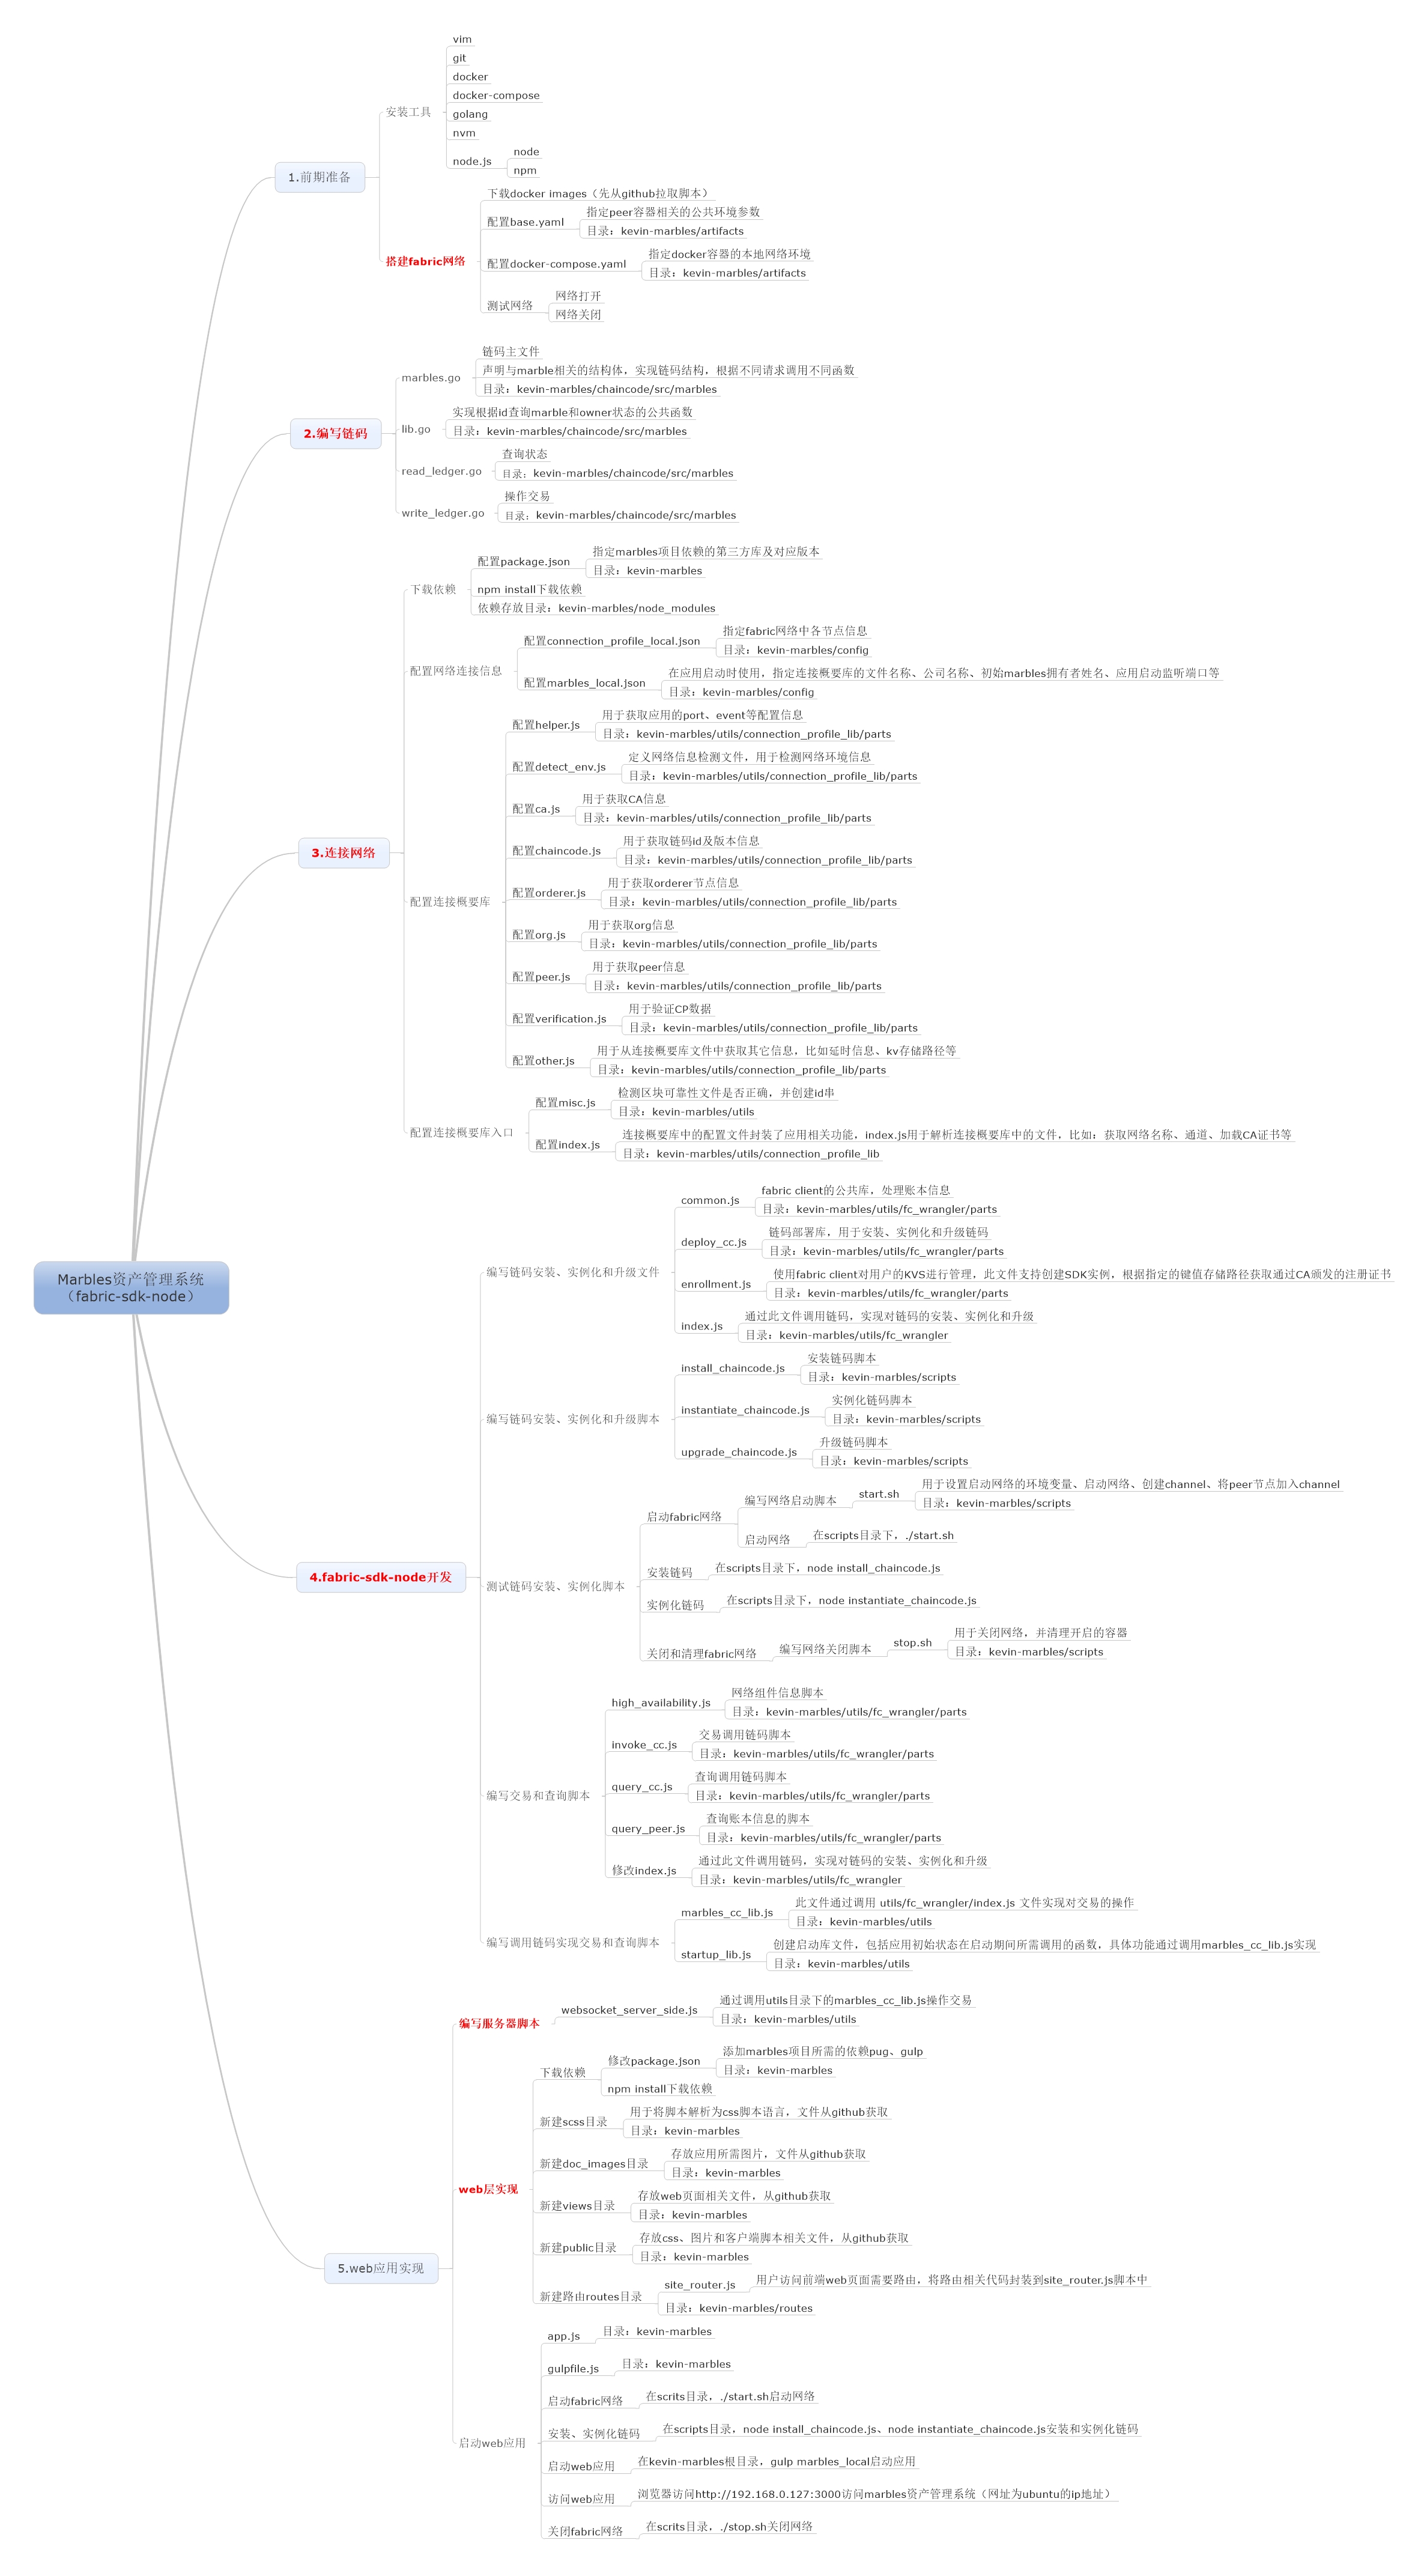 Marbles资产管理系统
（fabric-sdk-node）
1.前期准备
安装工具
vim
git
docker
docker-compose
golang
nvm
node.js
node
npm
搭建fabric网络
下载docker images（先从github拉取脚本）
配置base.yaml
指定peer容器相关的公共环境参数
目录：kevin-marbles/artifacts
配置docker-compose.yaml
指定docker容器的本地网络环境
目录：kevin-marbles/artifacts
测试网络
网络打开
网络关闭
2.编写链码
marbles.go
链码主文件
声明与marble相关的结构体，实现链码结构，根据不同请求调用不同函数
目录：kevin-marbles/chaincode/src/marbles
lib.go
实现根据id查询marble和owner状态的公共函数
目录：kevin-marbles/chaincode/src/marbles
read_ledger.go
查询状态
目录：kevin-marbles/chaincode/src/marbles
write_ledger.go
操作交易
目录：kevin-marbles/chaincode/src/marbles
3.连接网络
下载依赖
配置package.json
指定marbles项目依赖的第三方库及对应版本
目录：kevin-marbles
npm install下载依赖
依赖存放目录：kevin-marbles/node_modules
配置网络连接信息
配置connection_profile_local.json
指定fabric网络中各节点信息
目录：kevin-marbles/config
配置marbles_local.json
在应用启动时使用，指定连接概要库的文件名称、公司名称、初始marbles拥有者姓名、应用启动监听端口等
目录：kevin-marbles/config
配置连接概要库
配置helper.js
用于获取应用的port、event等配置信息
目录：kevin-marbles/utils/connection_profile_lib/parts
配置detect_env.js
定义网络信息检测文件，用于检测网络环境信息
目录：kevin-marbles/utils/connection_profile_lib/parts
配置ca.js
用于获取CA信息
目录：kevin-marbles/utils/connection_profile_lib/parts
配置chaincode.js
用于获取链码id及版本信息
目录：kevin-marbles/utils/connection_profile_lib/parts
配置orderer.js
用于获取orderer节点信息
目录：kevin-marbles/utils/connection_profile_lib/parts
配置org.js
用于获取org信息
目录：kevin-marbles/utils/connection_profile_lib/parts
配置peer.js
用于获取peer信息
目录：kevin-marbles/utils/connection_profile_lib/parts
配置verification.js
用于验证CP数据
目录：kevin-marbles/utils/connection_profile_lib/parts
配置other.js
用于从连接概要库文件中获取其它信息，比如延时信息、kv存储路径等
目录：kevin-marbles/utils/connection_profile_lib/parts
配置连接概要库入口
配置misc.js
检测区块可靠性文件是否正确，并创建id串
目录：kevin-marbles/utils
配置index.js
连接概要库中的配置文件封装了应用相关功能，index.js用于解析连接概要库中的文件，比如：获取网络名称、通道、加载CA证书等
目录：kevin-marbles/utils/connection_profile_lib
4.fabric-sdk-node开发
编写链码安装、实例化和升级文件
common.js
fabric client的公共库，处理账本信息
目录：kevin-marbles/utils/fc_wrangler/parts
deploy_cc.js
链码部署库，用于安装、实例化和升级链码
目录：kevin-marbles/utils/fc_wrangler/parts
enrollment.js
使用fabric client对用户的KVS进行管理，此文件支持创建SDK实例，根据指定的键值存储路径获取通过CA颁发的注册证书
目录：kevin-marbles/utils/fc_wrangler/parts
index.js
通过此文件调用链码，实现对链码的安装、实例化和升级
目录：kevin-marbles/utils/fc_wrangler
编写链码安装、实例化和升级脚本
install_chaincode.js
安装链码脚本
目录：kevin-marbles/scripts
instantiate_chaincode.js
实例化链码脚本
目录：kevin-marbles/scripts
upgrade_chaincode.js
升级链码脚本
目录：kevin-marbles/scripts
测试链码安装、实例化脚本
启动fabric网络
编写网络启动脚本
start.sh
用于设置启动网络的环境变量、启动网络、创建channel、将peer节点加入channel
目录：kevin-marbles/scripts
启动网络
在scripts目录下，./start.sh
安装链码
在scripts目录下，node install_chaincode.js
实例化链码
在scripts目录下，node instantiate_chaincode.js
关闭和清理fabric网络
编写网络关闭脚本
stop.sh
用于关闭网络，并清理开启的容器
目录：kevin-marbles/scripts
编写交易和查询脚本
high_availability.js
网络组件信息脚本
目录：kevin-marbles/utils/fc_wrangler/parts
invoke_cc.js
交易调用链码脚本
目录：kevin-marbles/utils/fc_wrangler/parts
query_cc.js
查询调用链码脚本
目录：kevin-marbles/utils/fc_wrangler/parts
query_peer.js
查询账本信息的脚本
目录：kevin-marbles/utils/fc_wrangler/parts
修改index.js
通过此文件调用链码，实现对链码的安装、实例化和升级
目录：kevin-marbles/utils/fc_wrangler
编写调用链码实现交易和查询脚本
marbles_cc_lib.js
此文件通过调用 utils/fc_wrangler/index.js 文件实现对交易的操作
目录：kevin-marbles/utils
startup_lib.js
创建启动库文件，包括应用初始状态在启动期间所需调用的函数，具体功能通过调用marbles_cc_lib.js实现
目录：kevin-marbles/utils
5.web应用实现
编写服务器脚本
websocket_server_side.js
通过调用utils目录下的marbles_cc_lib.js操作交易
目录：kevin-marbles/utils
web层实现
下载依赖
修改package.json
添加marbles项目所需的依赖pug、gulp
目录：kevin-marbles
npm install下载依赖
新建scss目录
用于将脚本解析为css脚本语言，文件从github获取
目录：kevin-marbles
新建doc_images目录
存放应用所需图片，文件从github获取
目录：kevin-marbles
新建views目录
存放web页面相关文件，从github获取
目录：kevin-marbles
新建public目录
存放css、图片和客户端脚本相关文件，从github获取
目录：kevin-marbles
新建路由routes目录
site_router.js
用户访问前端web页面需要路由，将路由相关代码封装到site_router.js脚本中
目录：kevin-marbles/routes
启动web应用
app.js
目录：kevin-marbles
gulpfile.js
目录：kevin-marbles
启动fabric网络
在scrits目录，./start.sh启动网络
安装、实例化链码
在scripts目录，node install_chaincode.js、node instantiate_chaincode.js安装和实例化链码
启动web应用
在kevin-marbles根目录，gulp marbles_local启动应用
访问web应用
浏览器访问http://192.168.0.127:3000访问marbles资产管理系统（网址为ubuntu的ip地址）
关闭fabric网络
在scrits目录，./stop.sh关闭网络